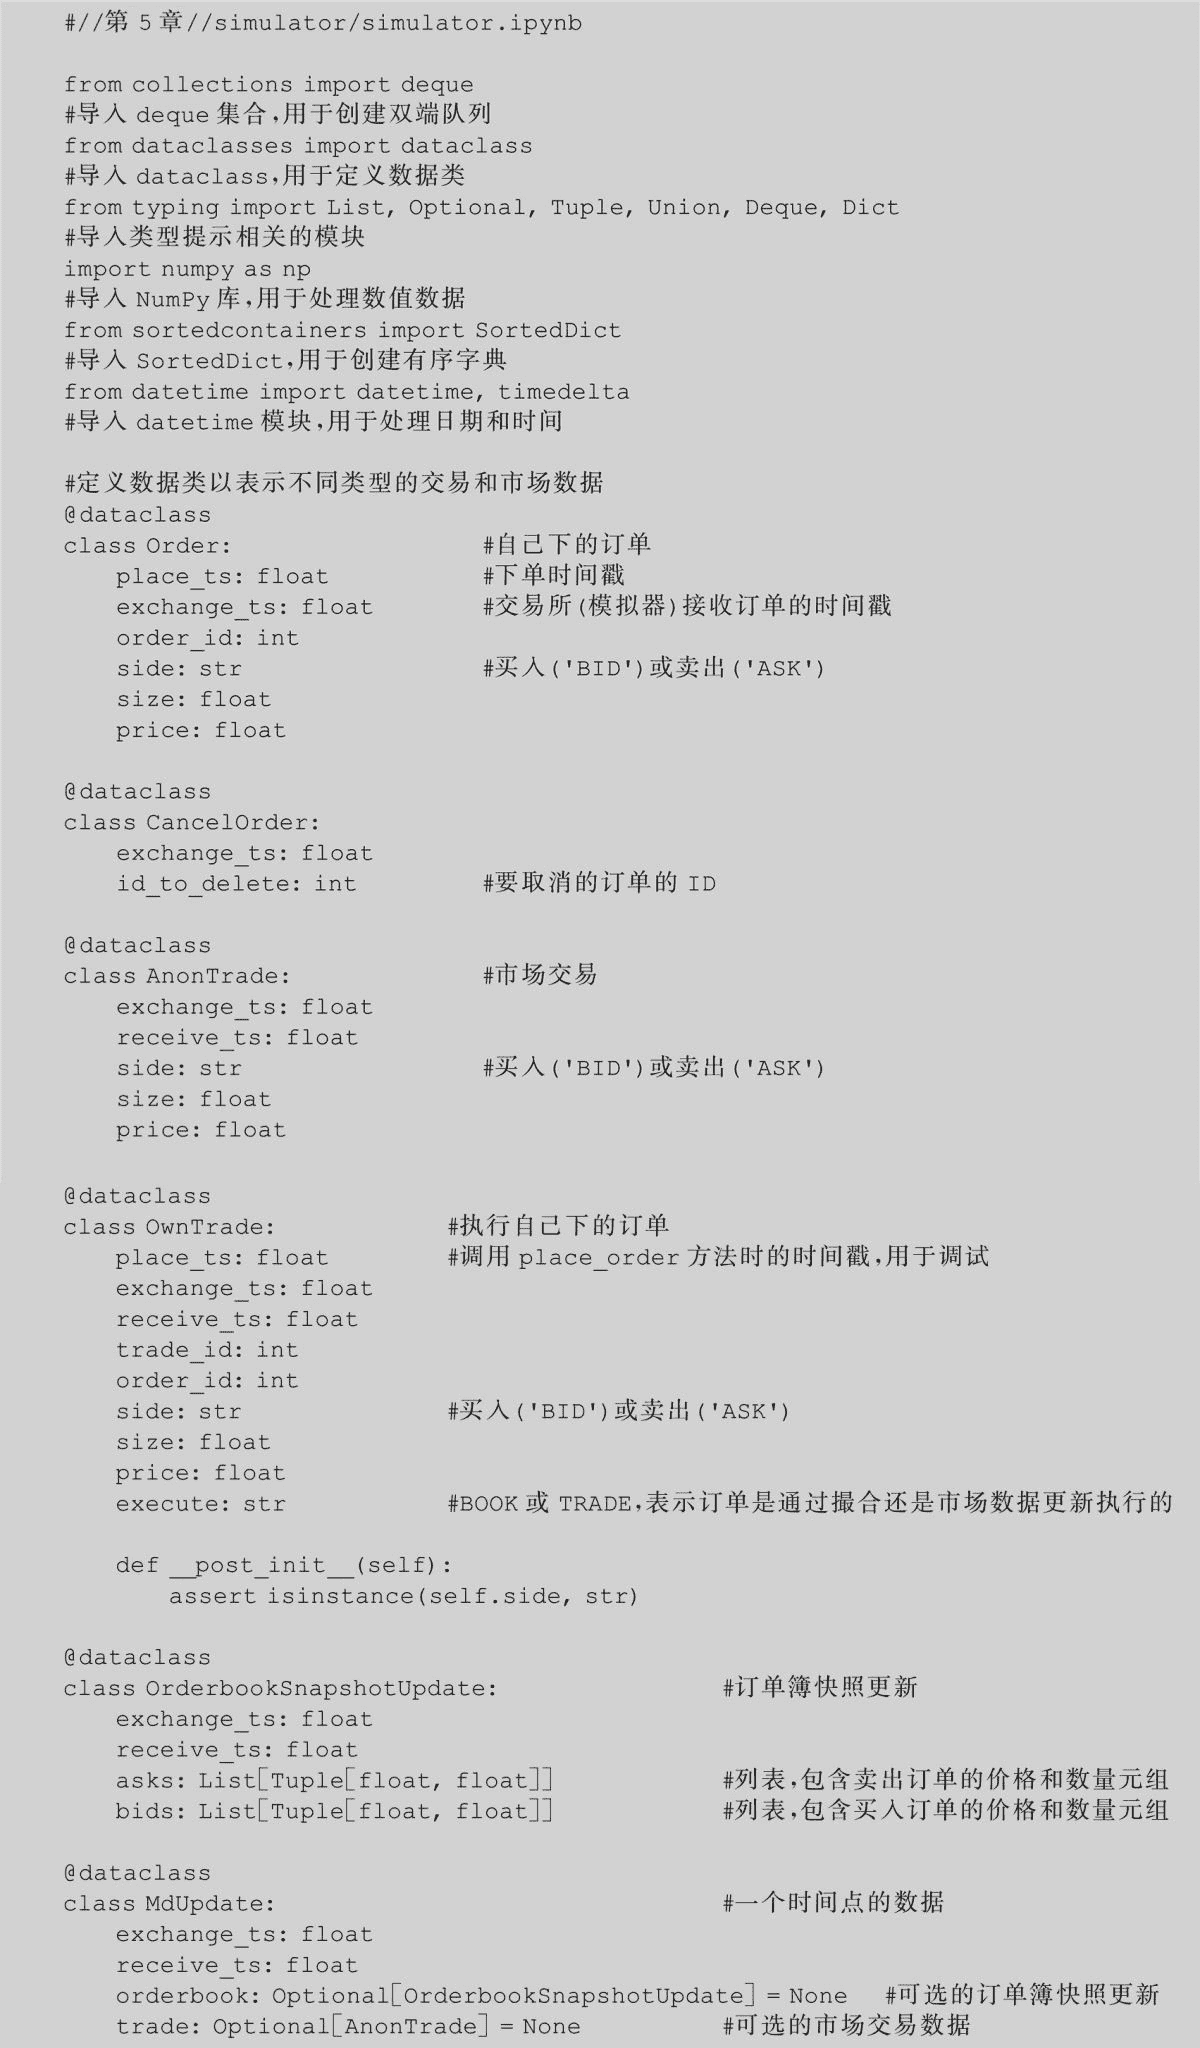 #//第 5 章//simulator/simulator.ipynb
from collections import deque
#导入 deque 集合,用于创建双端队列
from dataclasses import dataclass
#导入 dataclass,用于定义数据类
from typing import List, Optional, Tuple, Union, Deque, Dict
#导入类型提示相关的模块
import numpy as np
#导入 NumPy 库,用于处理数值数据
from sortedcontainers import SortedDict
#导入 SortedDict,用于创建有序字典
from datetime import datetime, timedelta
#导入 datetime 模块,用于处理日期和时间
#定义数据类以表示不同类型的交易和市场数据
@dataclass
class Order: #自己下的订单
    place_ts: float #下单时间戳
    exchange_ts: float #交易所(模拟器)接收订单的时间戳
    order_id: int
    side: str #买入('BID')或卖出('ASK')
    size: float
    price: float
@dataclass
class CancelOrder:
    exchange_ts: float
    id_to_delete: int #要取消的订单的 ID
@dataclass
class AnonTrade: #市场交易
    exchange_ts: float
    receive_ts: float
    side: str #买入('BID')或卖出('ASK')
    size: float
    price: float
@dataclass
class OwnTrade: #执行自己下的订单
    place_ts: float #调用 place_order 方法时的时间戳,用于调试
    exchange_ts: float
    receive_ts: float
    trade_id: int
    order_id: int
    side: str #买入('BID')或卖出('ASK')
    size: float
    price: float
    execute: str #BOOK 或 TRADE,表示订单是通过撮合还是市场数据更新执行的
    def __post_init__(self):
        assert isinstance(self.side, str)
@dataclass
class OrderbookSnapshotUpdate: #订单簿快照更新
    exchange_ts: float
    receive_ts: float
    asks: List[Tuple[float, float]] #列表,包含卖出订单的价格和数量元组
    bids: List[Tuple[float, float]] #列表,包含买入订单的价格和数量元组
@dataclass
class MdUpdate: #一个时间点的数据
    exchange_ts: float
    receive_ts: float
    orderbook: Optional[OrderbookSnapshotUpdate] = None #可选的订单簿快照更新
    trade: Optional[AnonTrade] = None #可选的市场交易数据